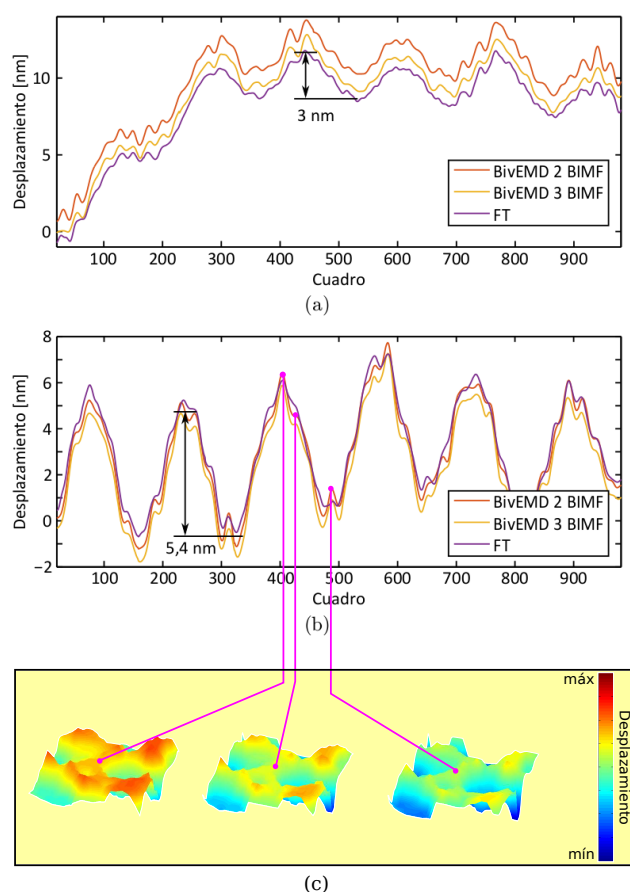 Desplazamiento [nm]
10
5
0
3 nm
BivEMD 2 BIMF
BivEMD 3 BIMF
FT
100 200 300 400 500 600 700 800 900
Cuadro
(a)
Desplazamiento [nm]
8
6
4
2
0
−2
5,4 nm
BivEMD 2 BIMF
BivEMD 3 BIMF
FT
100 200 300 400 500 600 700 800 900
Cuadro
(b)
máx
Desplazamiento
mín
(c)